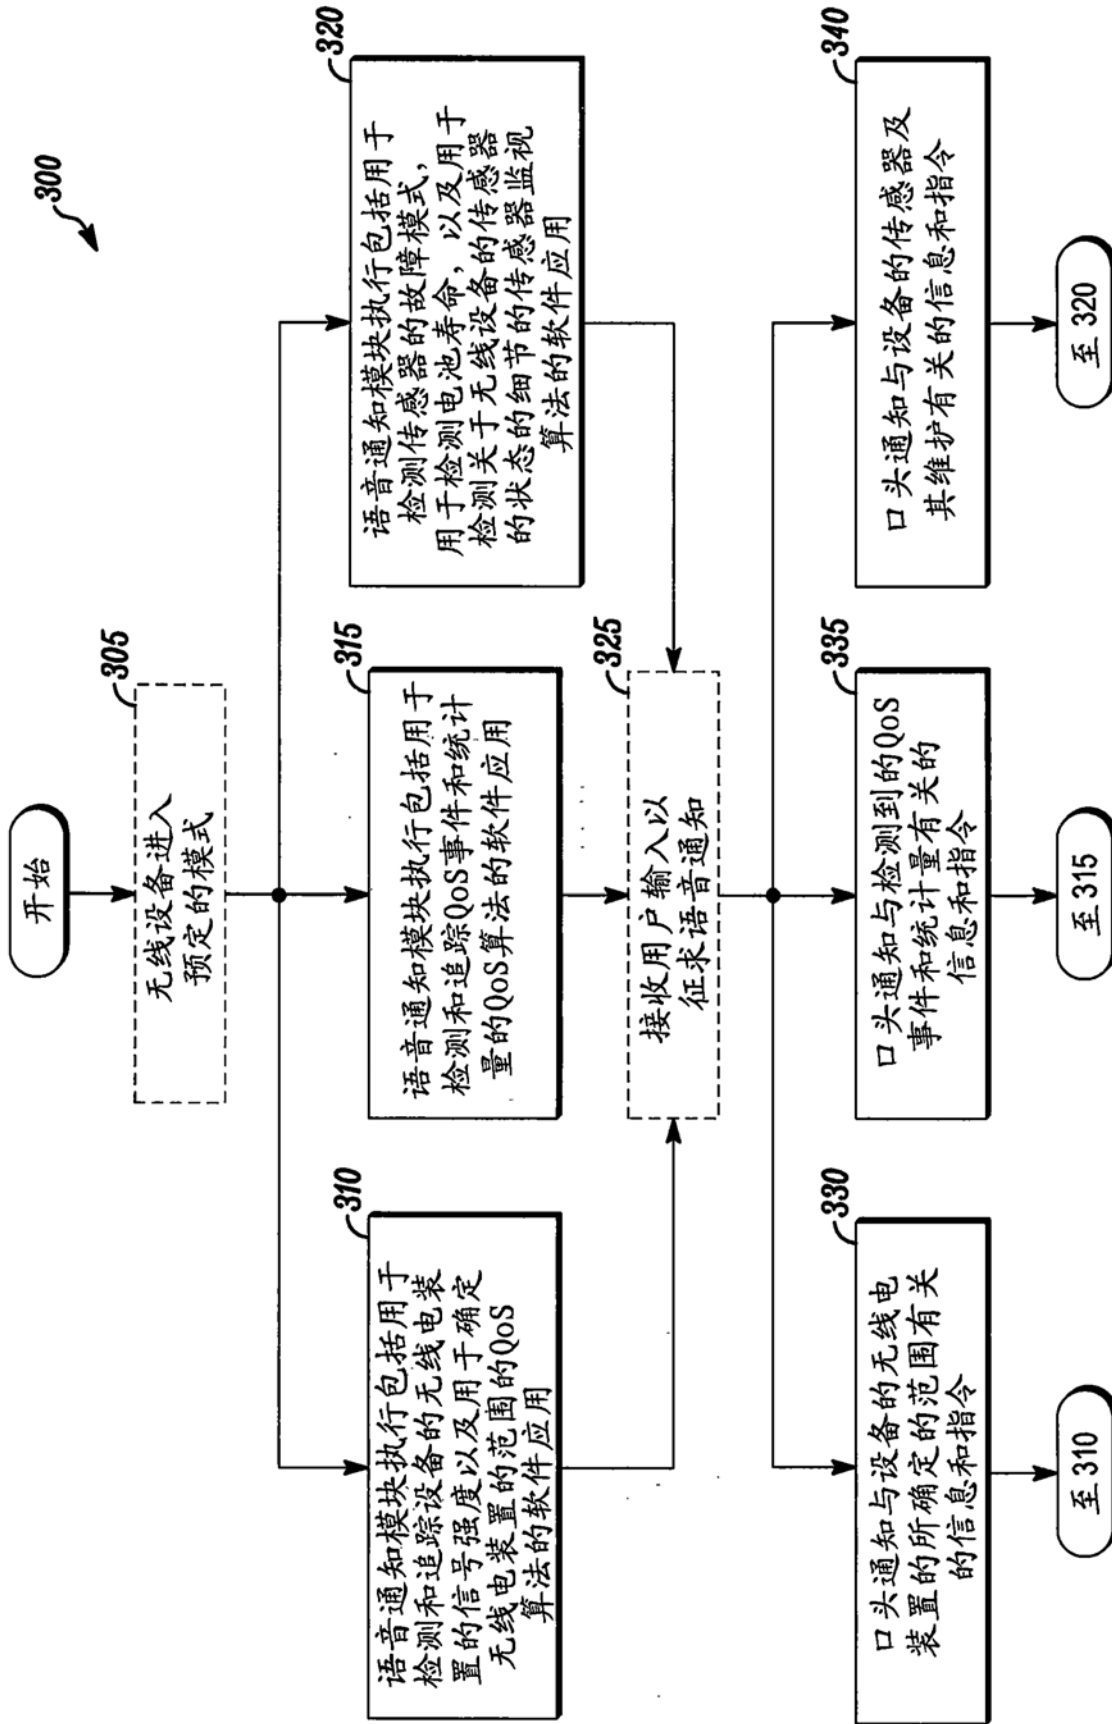 300
开始
305
无线设备进入
预定的模式
310
语音通知模块执行包括用于
检测和追踪设备的无线电装
置的信号强度以及用于确定
无线电装置的范围的QoS
算法的软件应用
315
语音通知模块执行包括用于
检测和追踪QoS事件和统计
量的QoS算法的软件应用
320
语音通知模块执行包括用于
检测传感器的故障模式,
用于检测电池寿命,以及用于
检测关于无线设备的传感器
的状态的细节的传感器监视
算法的软件应用
325
接收用户输入以
征求语音通知
330
口头通知与设备的无线电
装置的所确定的范围有关
的信息和指令
335
口头通知与检测到的QoS
事件和统计量有关的
信息和指令
340
口头通知与设备的传感器及
其维护有关的信息和指令
至 310
至 315
至 320